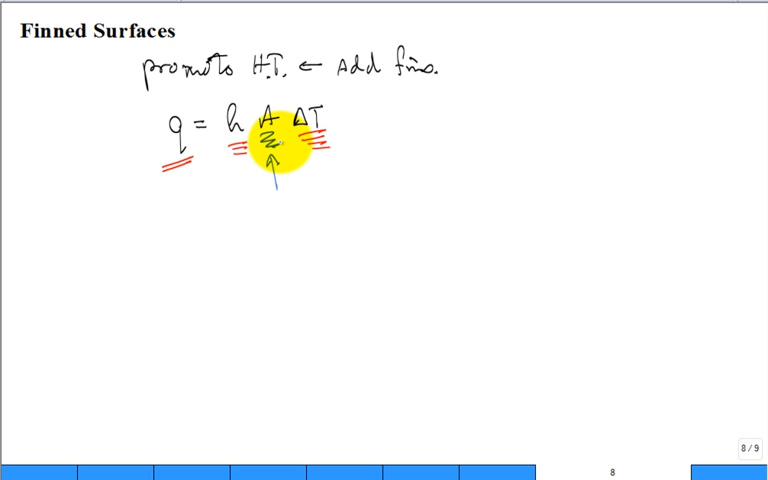 Finned Surfaces
promote H.T. ← Add fins.
q = h A ΔT
8/9
8